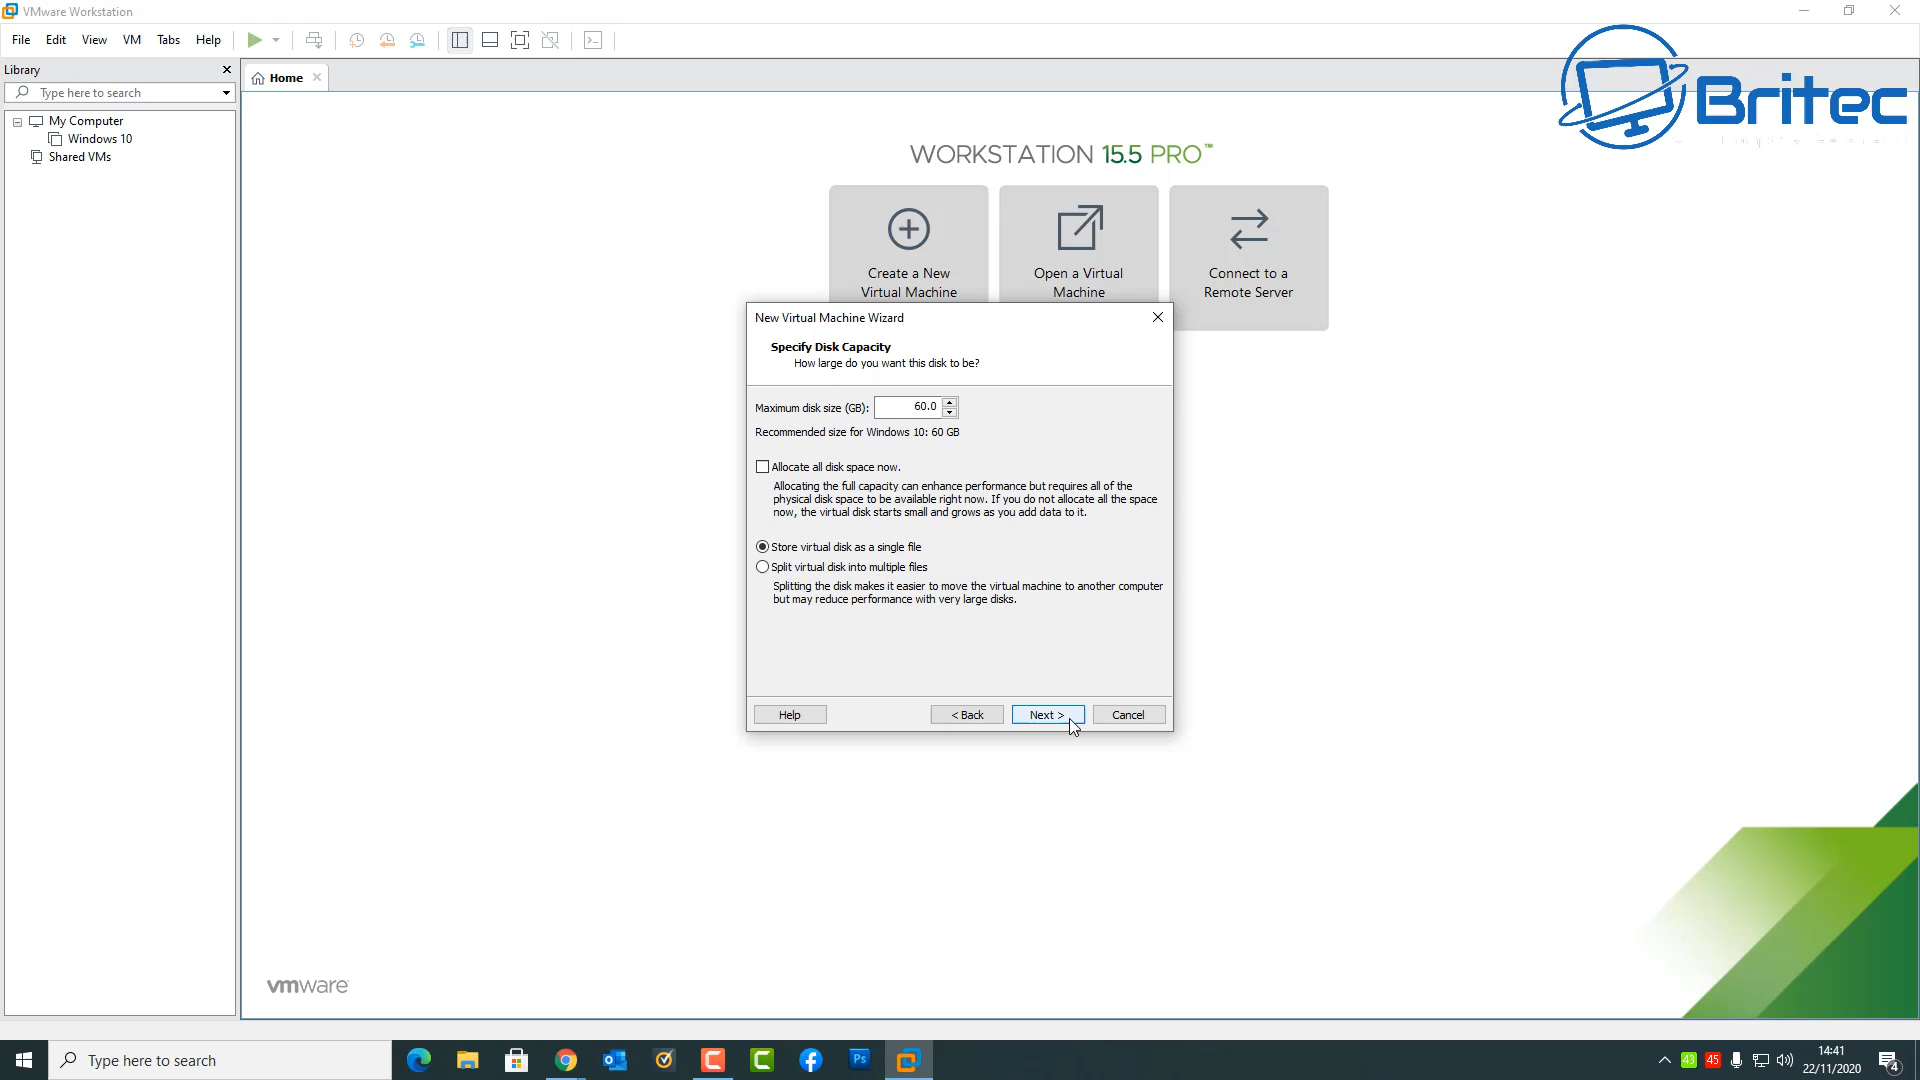 VMware Workstation
File Edit View VM Tabs Help
Library
Type here to search
My Computer
Windows 10
Shared VMs
Home
Britec
WORKSTATION 15.5 PRO™
Create a New
Virtual Machine
Open a Virtual
Machine
Connect to a
Remote Server
New Virtual Machine Wizard
Specify Disk Capacity
How large do you want this disk to be?
Maximum disk size (GB): 60.0
Recommended size for Windows 10: 60 GB
Allocate all disk space now.
Allocating the full capacity can enhance performance but requires all of the
physical disk space to be available right now. If you do not allocate all the space
now, the virtual disk starts small and grows as you add data to it.
Store virtual disk as a single file
Split virtual disk into multiple files
Splitting the disk makes it easier to move the virtual machine to another computer
but may reduce performance with very large disks.
Help < Back Next > Cancel
vmware
Type here to search
Ps
43 45
14:41
22/11/2020
4